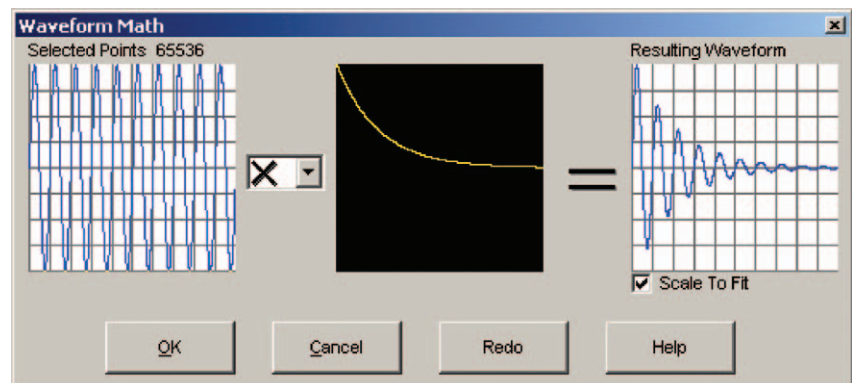 Waveform Math
Selected Points 65536
Resulting Waveform
Scale To Fit
OK
Cancel
Redo
Help